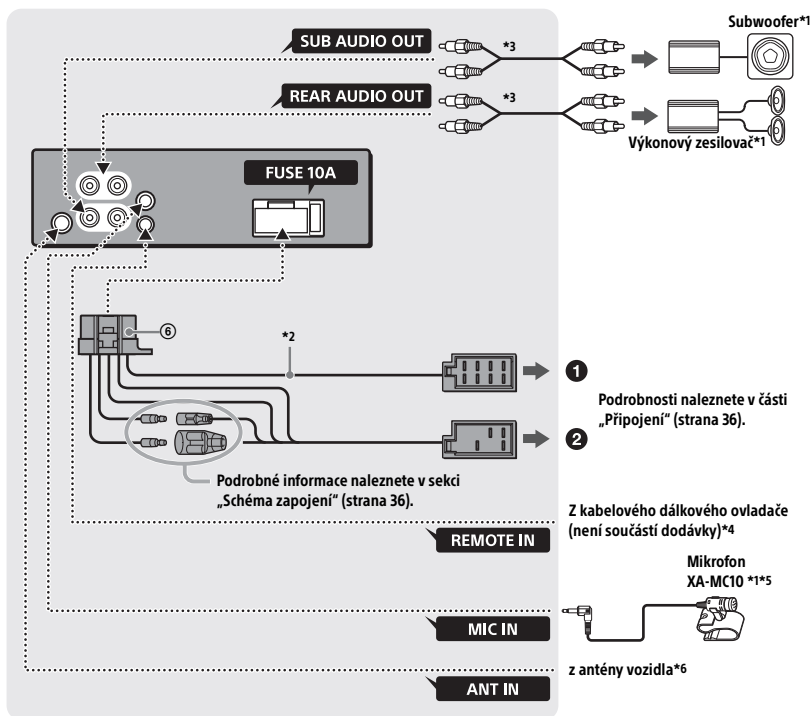 Subwoofer*1
SUB AUDIO OUT
*3
REAR AUDIO OUT
*3
Výkonový zesilovač*1
FUSE 10A
⑥
*2
❶
Podrobnosti naleznete v části
„Připojení“ (strana 36).
❷
Podrobné informace naleznete v sekci
„Schéma zapojení“ (strana 36).
Z kabelového dálkového ovladače
(není součástí dodávky)*4
REMOTE IN
Mikrofon
XA-MC10 *1*5
MIC IN
z antény vozidla*6
ANT IN